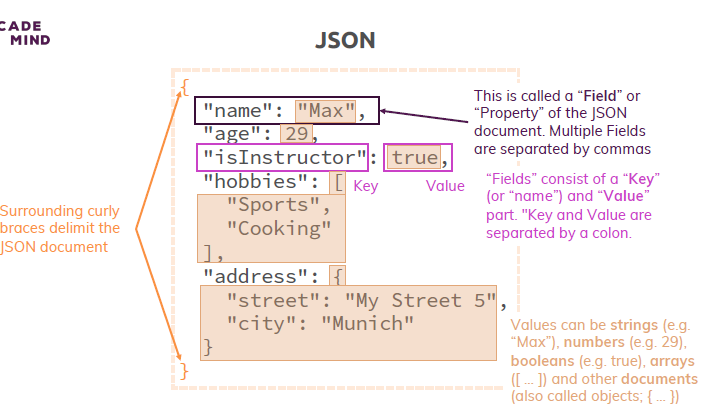 CADE
MIND
JSON
{
"name": "Max",
"age": 29,
"isInstructor": true,
"hobbies": [
"Sports",
"Cooking"
],
"address": {
"street": "My Street 5",
"city": "Munich"
}
}
Key
Value
This is called a “Field” or
“Property” of the JSON
document. Multiple Fields
are separated by commas
“Fields” consist of a “Key”
(or “name”) and “Value”
part. "Key and Value are
separated by a colon.
Surrounding curly
braces delimit the
JSON document
Values can be strings (e.g.
“Max”), numbers (e.g. 29),
booleans (e.g. true), arrays
([ ... ]) and other documents
(also called objects; { ... })